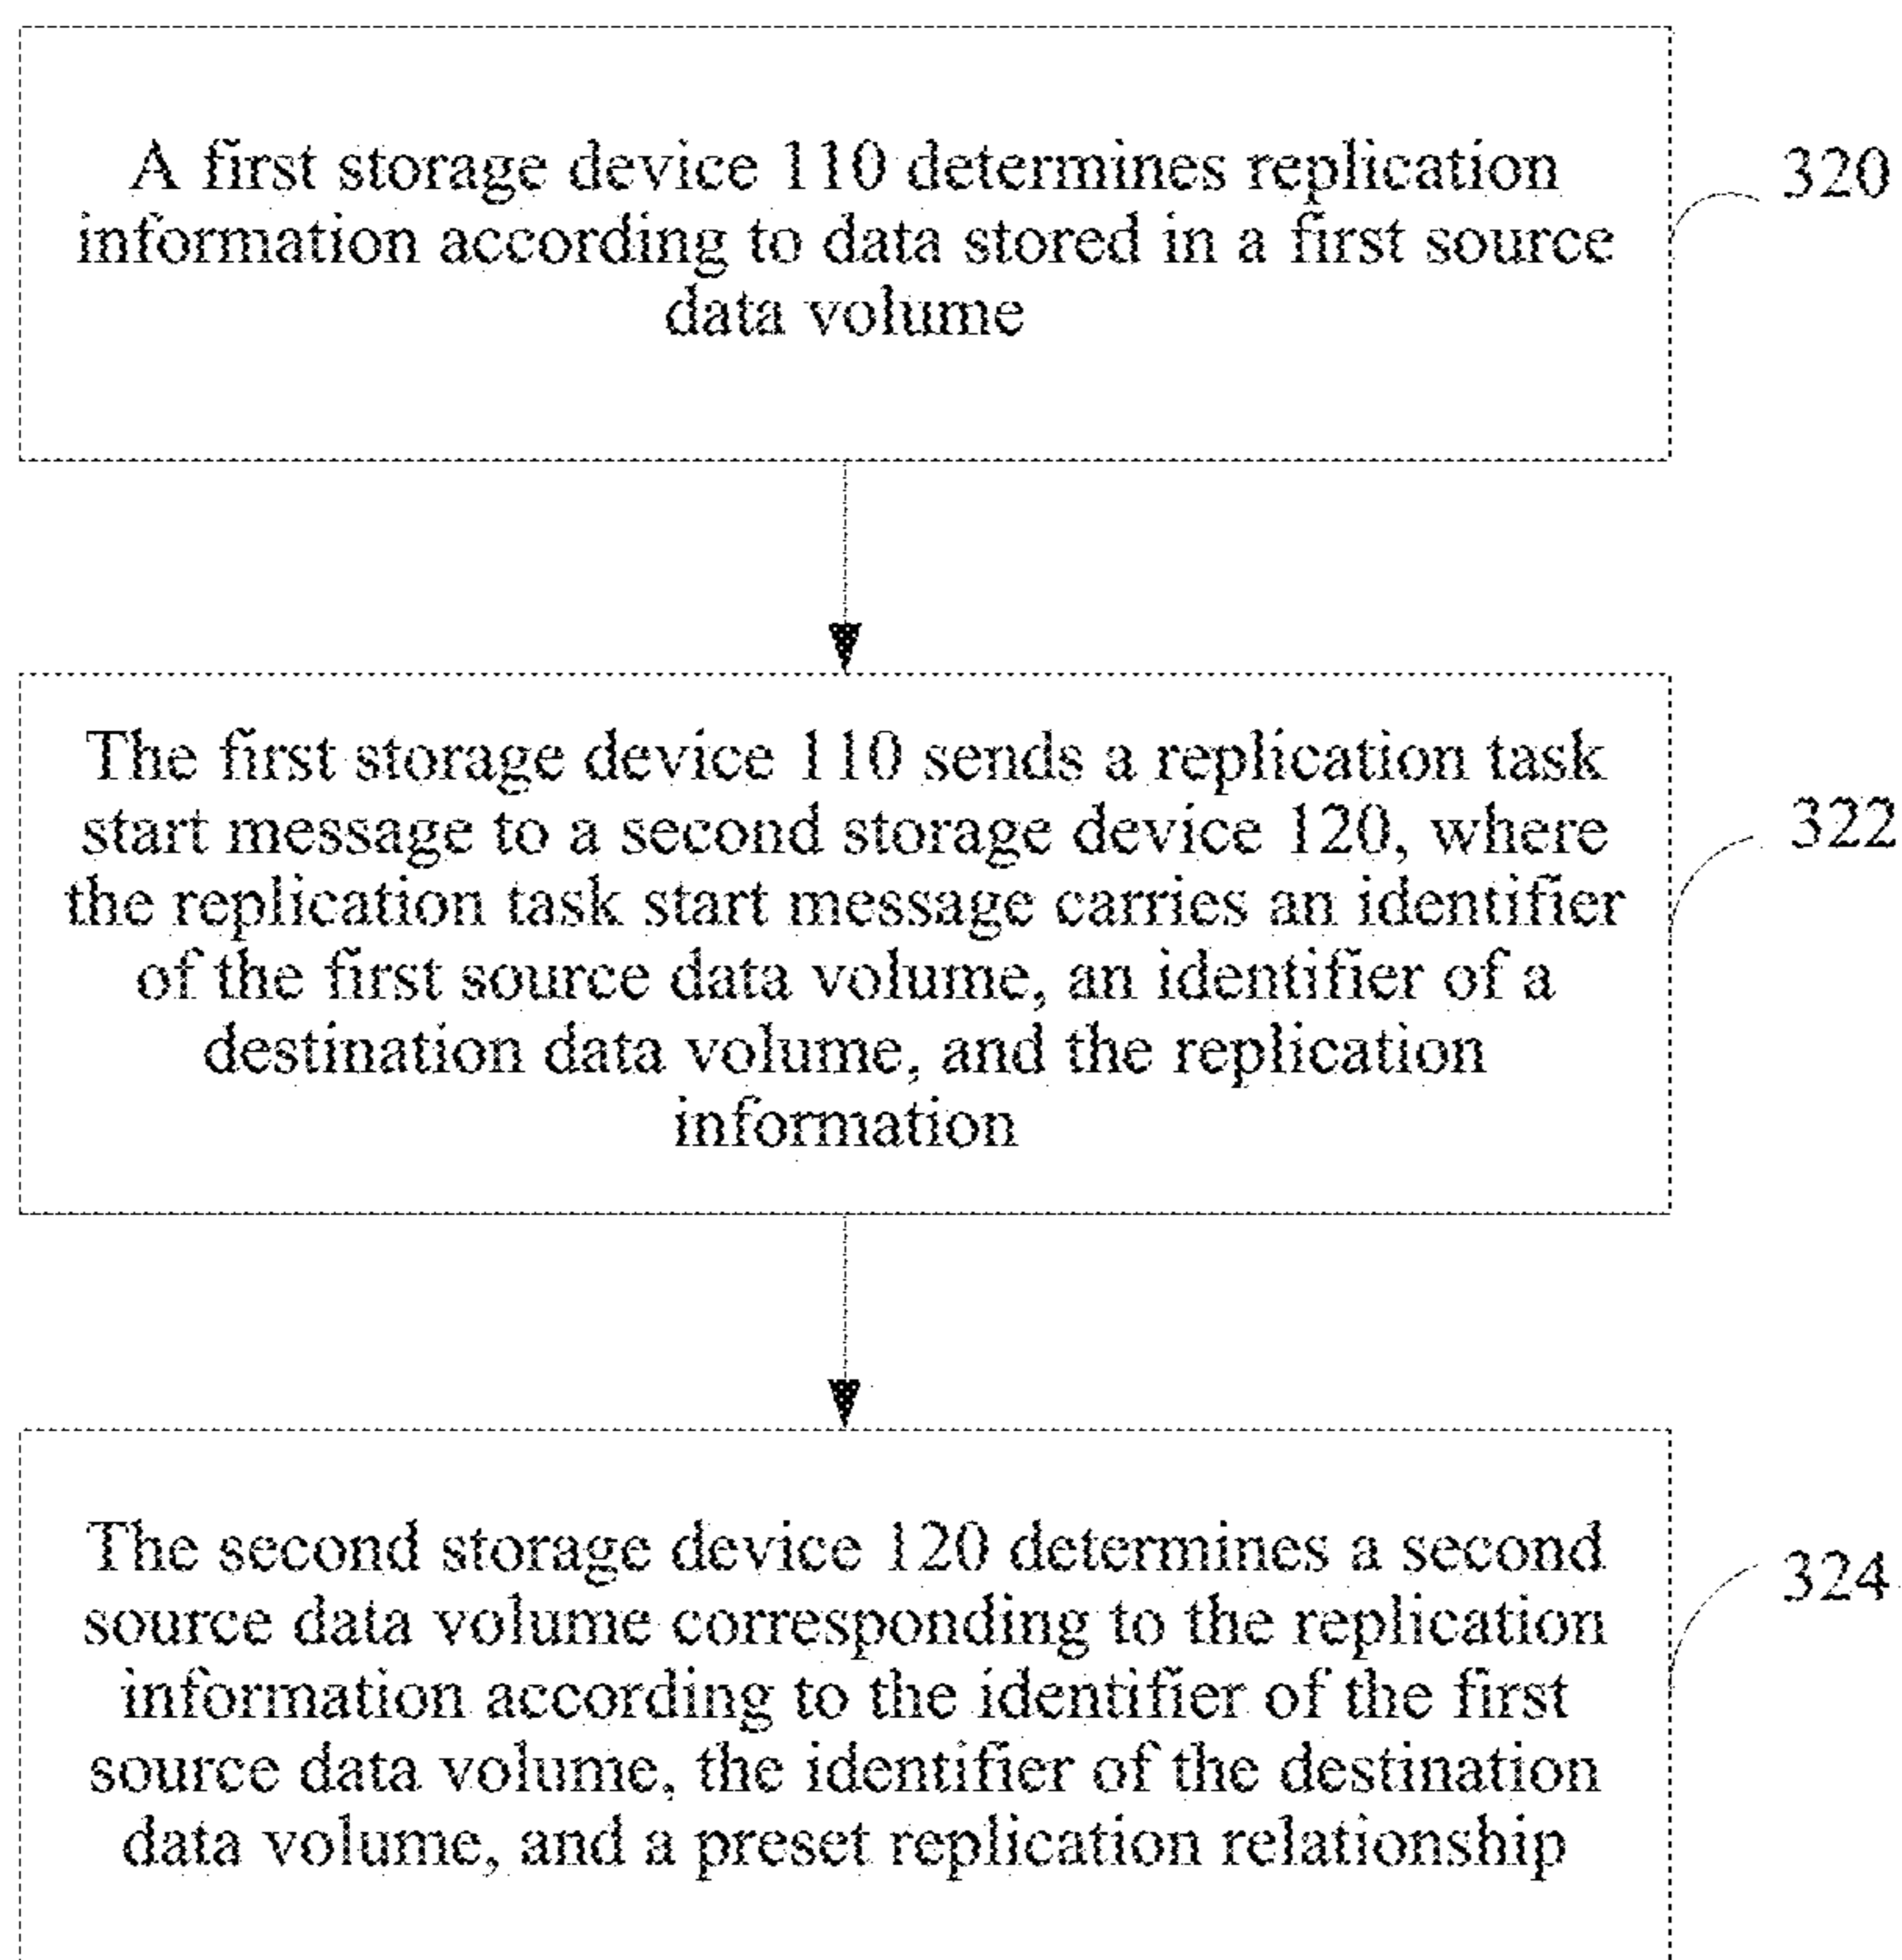 A first storage device 110 determines replication
information according to data stored in a first source
data volume
320
The first storage device 110 sends a replication task
start message to a second storage device 120, where
the replication task start message carries an identifier
of the first source data volume, an identifier of a
destination data volume, and the replication
information
322
The second storage device 120 determines a second
source data volume corresponding to the replication
information according to the identifier of the first
source data volume, the identifier of the destination
data volume, and a preset replication relationship
324